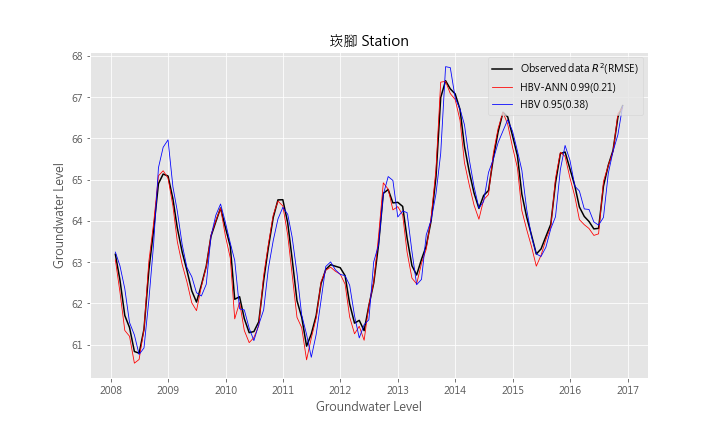 崁腳 Station
Observed data R²(RMSE)
HBV-ANN 0.99(0.21)
HBV 0.95(0.38)
Groundwater Level
68
67
66
65
64
63
62
61
2008 2009 2010 2011 2012 2013 2014 2015 2016 2017
Groundwater Level